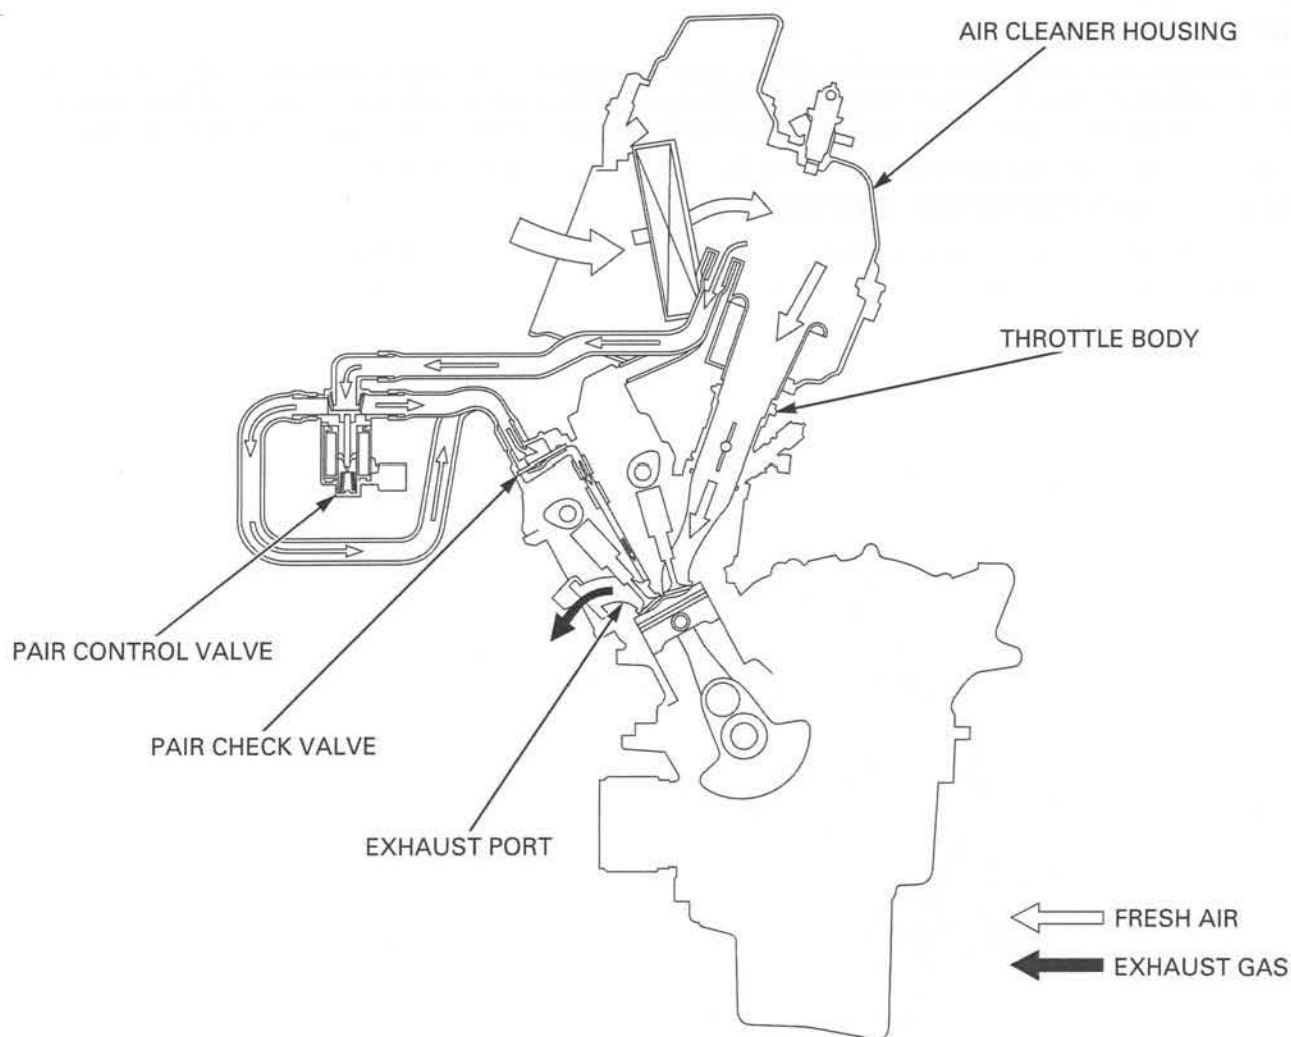 AIR CLEANER HOUSING
THROTTLE BODY
PAIR CONTROL VALVE
PAIR CHECK VALVE
EXHAUST PORT
FRESH AIR
EXHAUST GAS